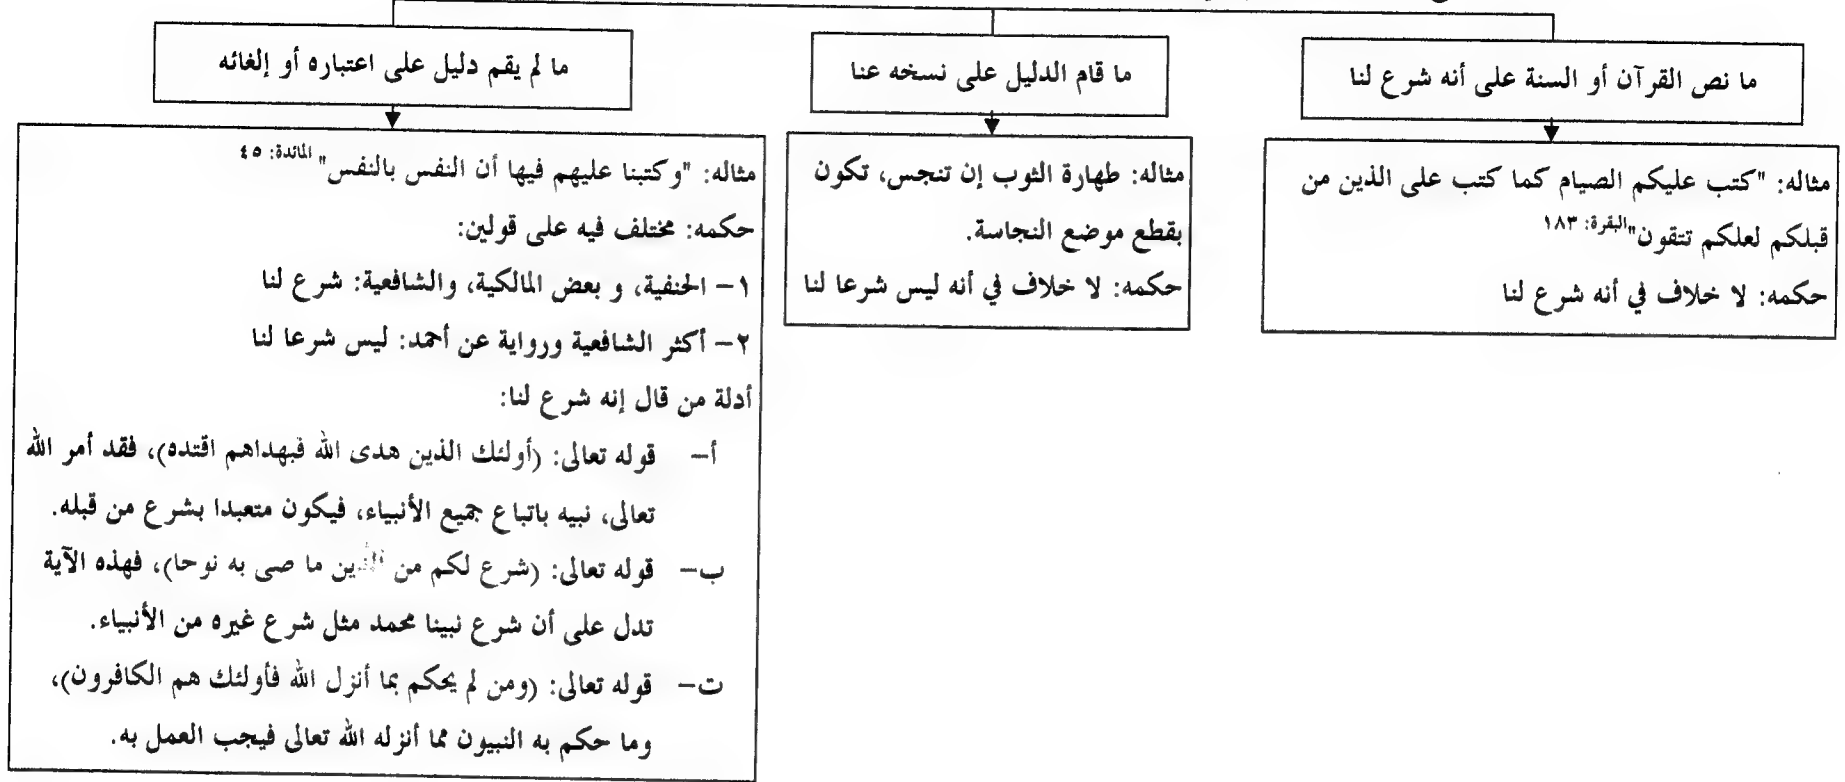 ما نص القرآن أو السنة على أنه شرع لنا
مثاله: "كتب عليكم الصيام كما كتب على الذين من
قبلكم لعلكم تتقون" البقرة: ١٨٣
حكمه: لا خلاف في أنه شرع لنا
ما قام الدليل على نسخه عنا
مثاله: طهارة الثوب إن تنجس، تكون
بقطع موضع النجاسة.
حكمه: لا خلاف في أنه ليس شرعا لنا
ما لم يقم دليل على اعتباره أو إلغائه
مثاله: "وكتبنا عليهم فيها أن النفس بالنفس" المائدة: ٤٥
حكمه: مختلف فيه على قولين:
١- الحنفية، و بعض المالكية، والشافعية: شرع لنا
٢- أكثر الشافعية ورواية عن أحمد: ليس شرعا لنا
أدلة من قال إنه شرع لنا:
أ- قوله تعالى: (أولئك الذين هدى الله فبهداهم اقتده)، فقد أمر الله
تعالى، نبيه باتباع جميع الأنبياء، فيكون متعبدا بشرع من قبله.
ب- قوله تعالى: (شرع لكم من الدين ما صى به نوحا)، فهذه الآية
تدل على أن شرع نبينا محمد مثل شرع غيره من الأنبياء.
ت- قوله تعالى: (ومن لم يحكم بما أنزل الله فأولئك هم الكافرون)،
وما حكم به النبيون مما أنزله الله تعالى فيجب العمل به.